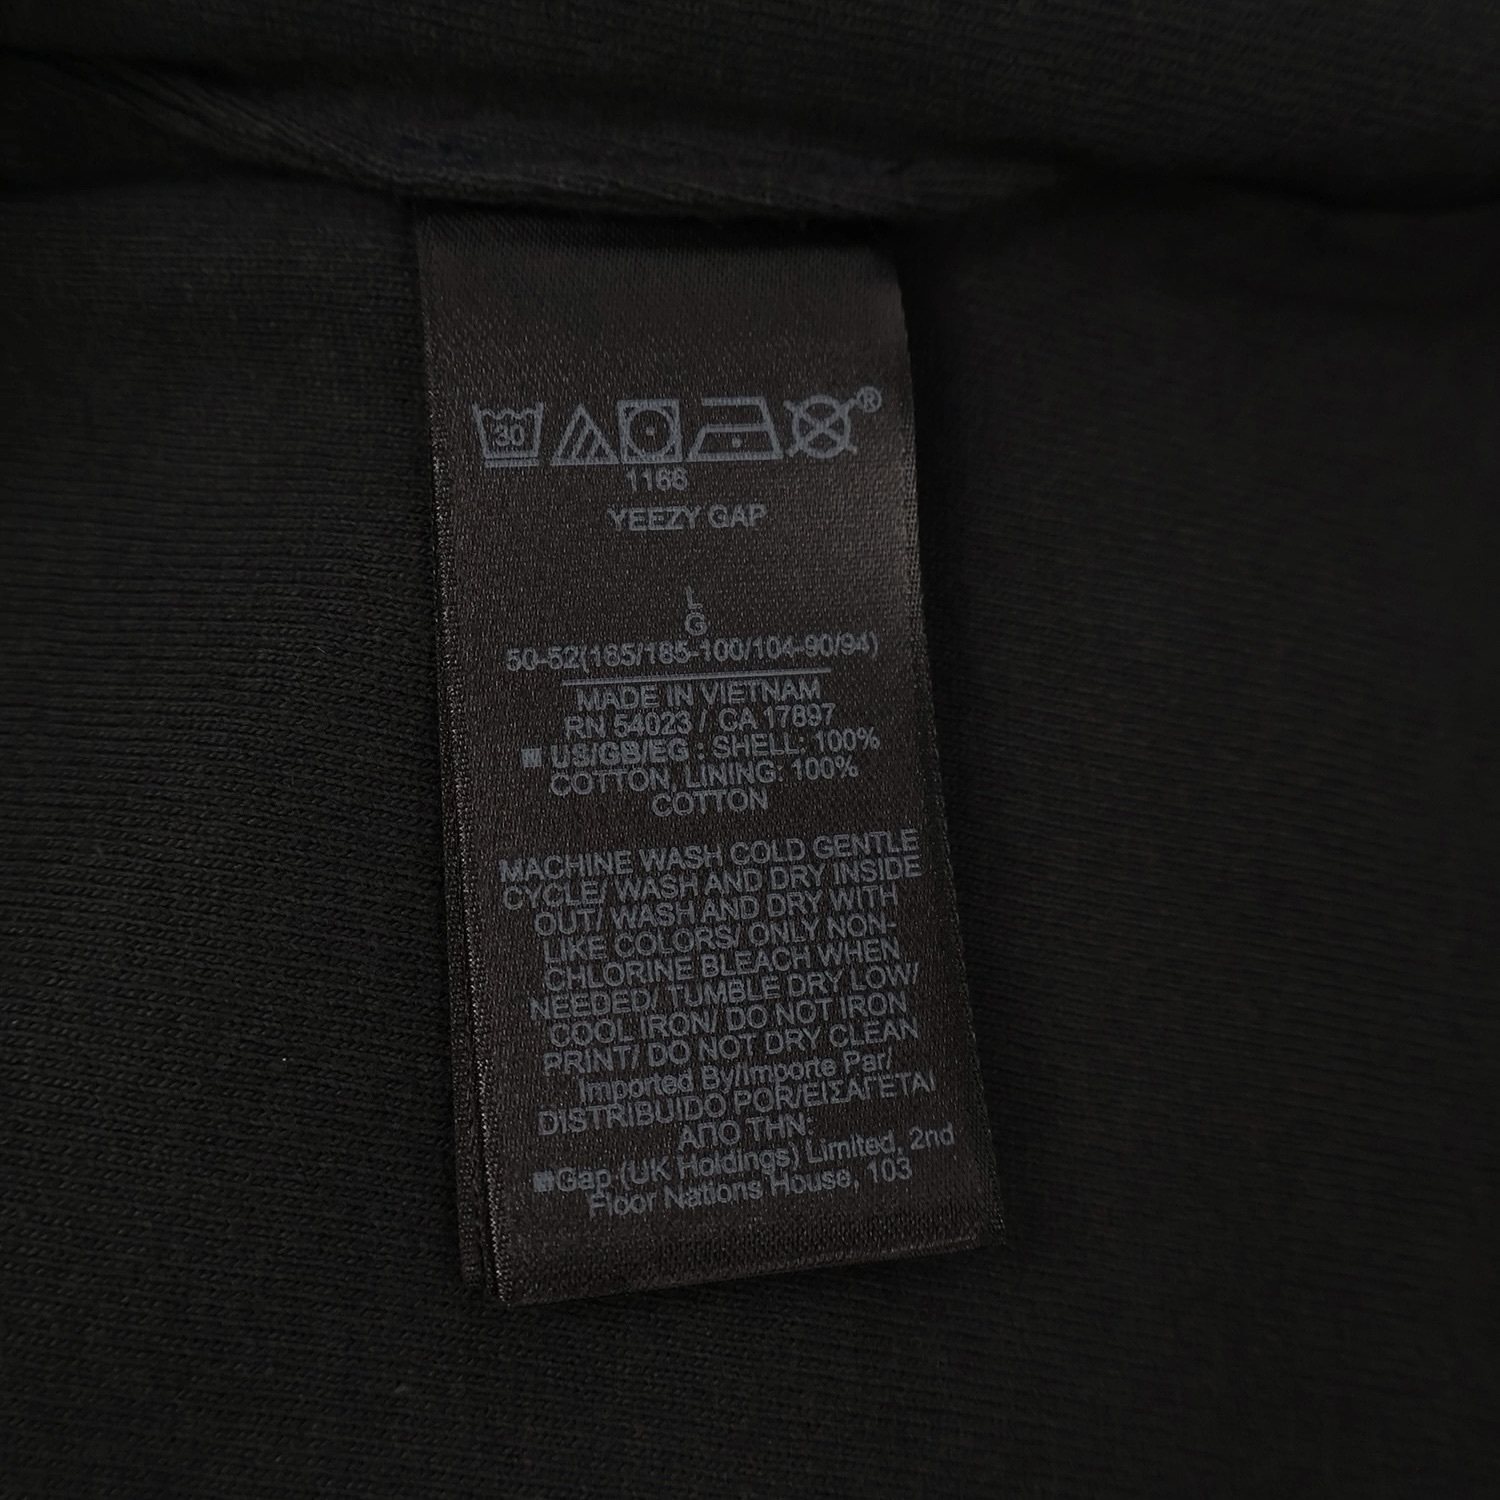 30
®
1166
YEEZY GAP
L
G
50-52(185/185-100/104-90/94)
MADE IN VIETNAM
RN 54023 / CA 17897
US/GB/EG : SHELL: 100%
COTTON, LINING: 100%
COTTON
MACHINE WASH COLD GENTLE
CYCLE/ WASH AND DRY INSIDE
OUT/ WASH AND DRY WITH
LIKE COLORS/ ONLY NON-
CHLORINE BLEACH WHEN
NEEDED/ TUMBLE DRY LOW/
COOL IRON/ DO NOT IRON
PRINT/ DO NOT DRY CLEAN
Imported By/Importe Par/
DISTRIBUIDO POR/ΕΙΣΑΓΕΤΑΙ
ΑΠΟ ΤΗΝ:
Gap (UK Holdings) Limited, 2nd
Floor Nations House, 103